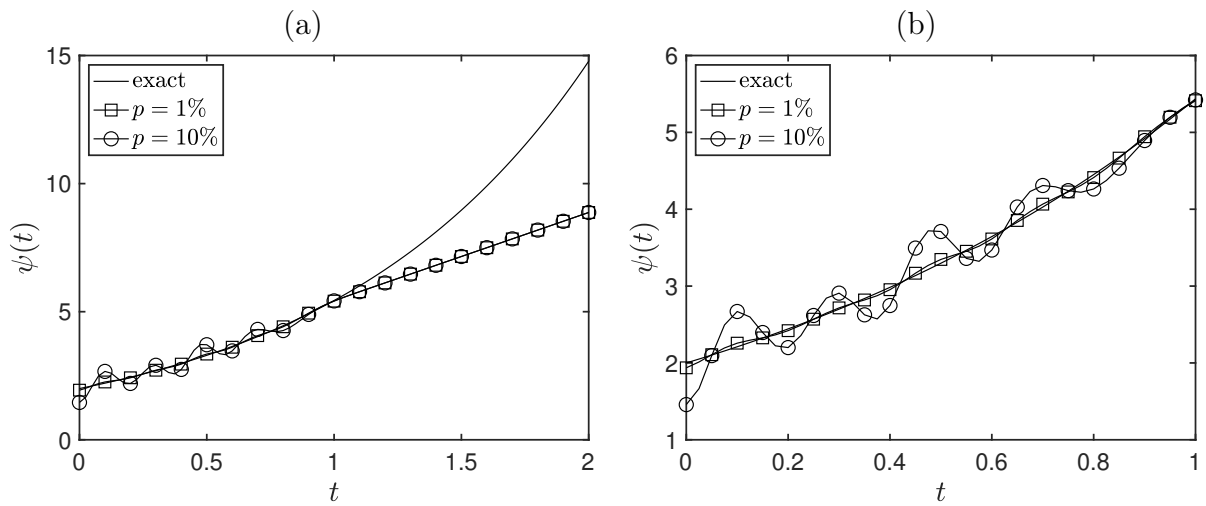 (a)
15
10
5
0
ψ(t)
exact
p = 1%
p = 10%
0 0.5 1 1.5 2
t
(b)
6
5
4
3
2
1
ψ(t)
exact
p = 1%
p = 10%
0 0.2 0.4 0.6 0.8 1
t